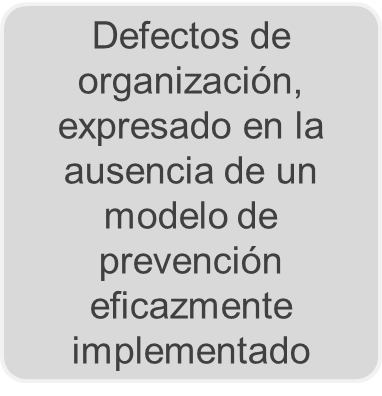 Defectos de
organización,
expresado en la
ausencia de un
modelo de
prevención
eficazmente
implementado